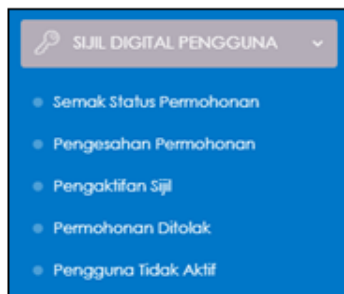 SIJIL DIGITAL PENGGUNA
Semak Status Permohonan
Pengesahan Permohonan
Pengaktifan Sijil
Permohonan Ditolak
Pengguna Tidak Aktif